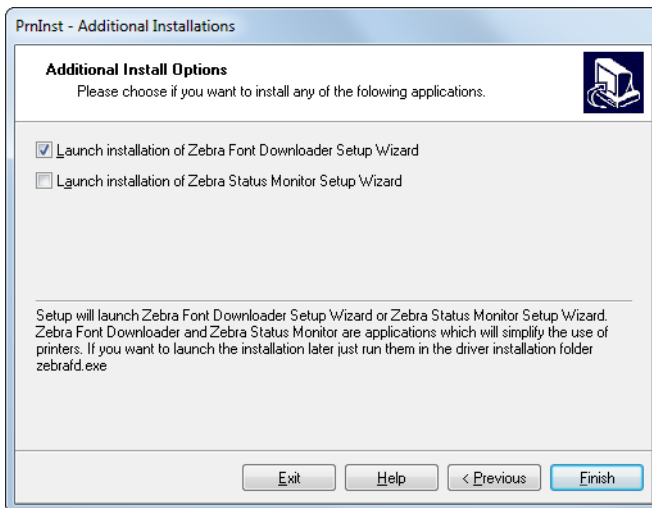 PrnInst - Additional Installations
Additional Install Options
Please choose if you want to install any of the folowing applications.
Launch installation of Zebra Font Downloader Setup Wizard
Launch installation of Zebra Status Monitor Setup Wizard
Setup will launch Zebra Font Downloader Setup Wizard or Zebra Status Monitor Setup Wizard.
Zebra Font Downloader and Zebra Status Monitor are applications which will simplify the use of
printers. If you want to launch the installation later just run them in the driver installation folder
zebrafd.exe
Exit Help < Previous Finish